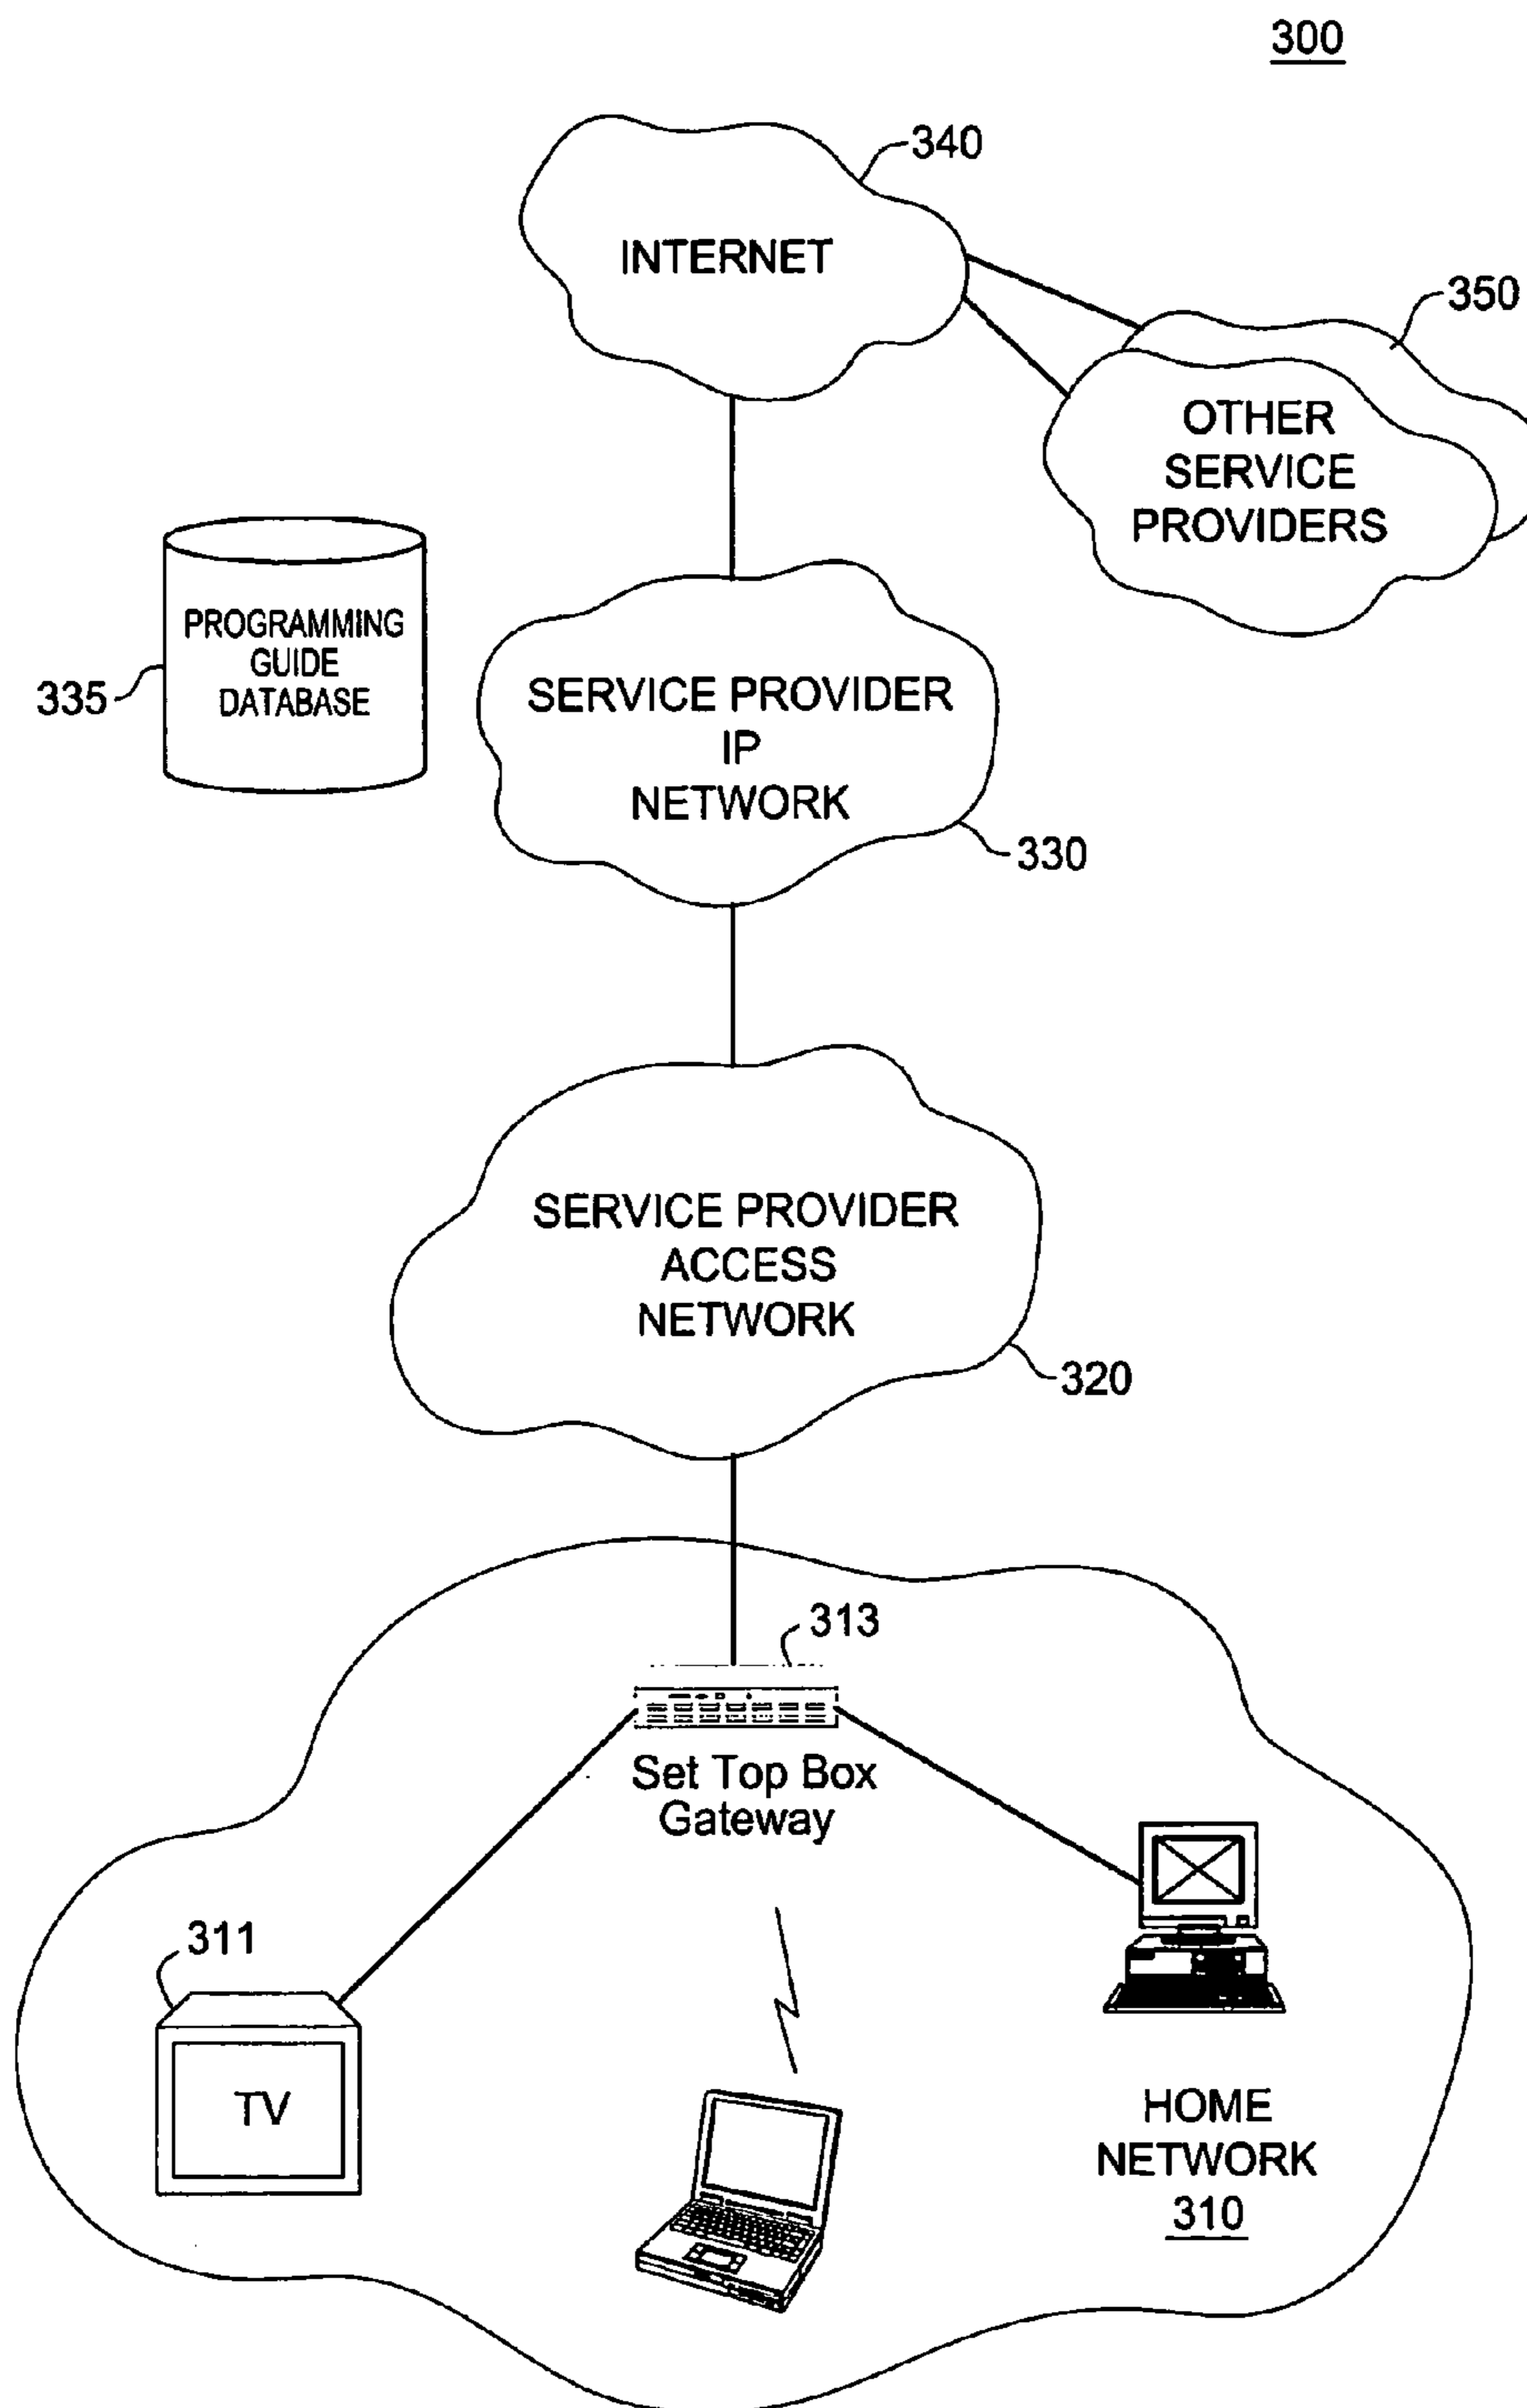 300
340
INTERNET
350
OTHER
SERVICE
PROVIDERS
PROGRAMMING
GUIDE
DATABASE
335
SERVICE PROVIDER
IP
NETWORK
330
SERVICE PROVIDER
ACCESS
NETWORK
320
313
Set Top Box
Gateway
311
TV
HOME
NETWORK
310